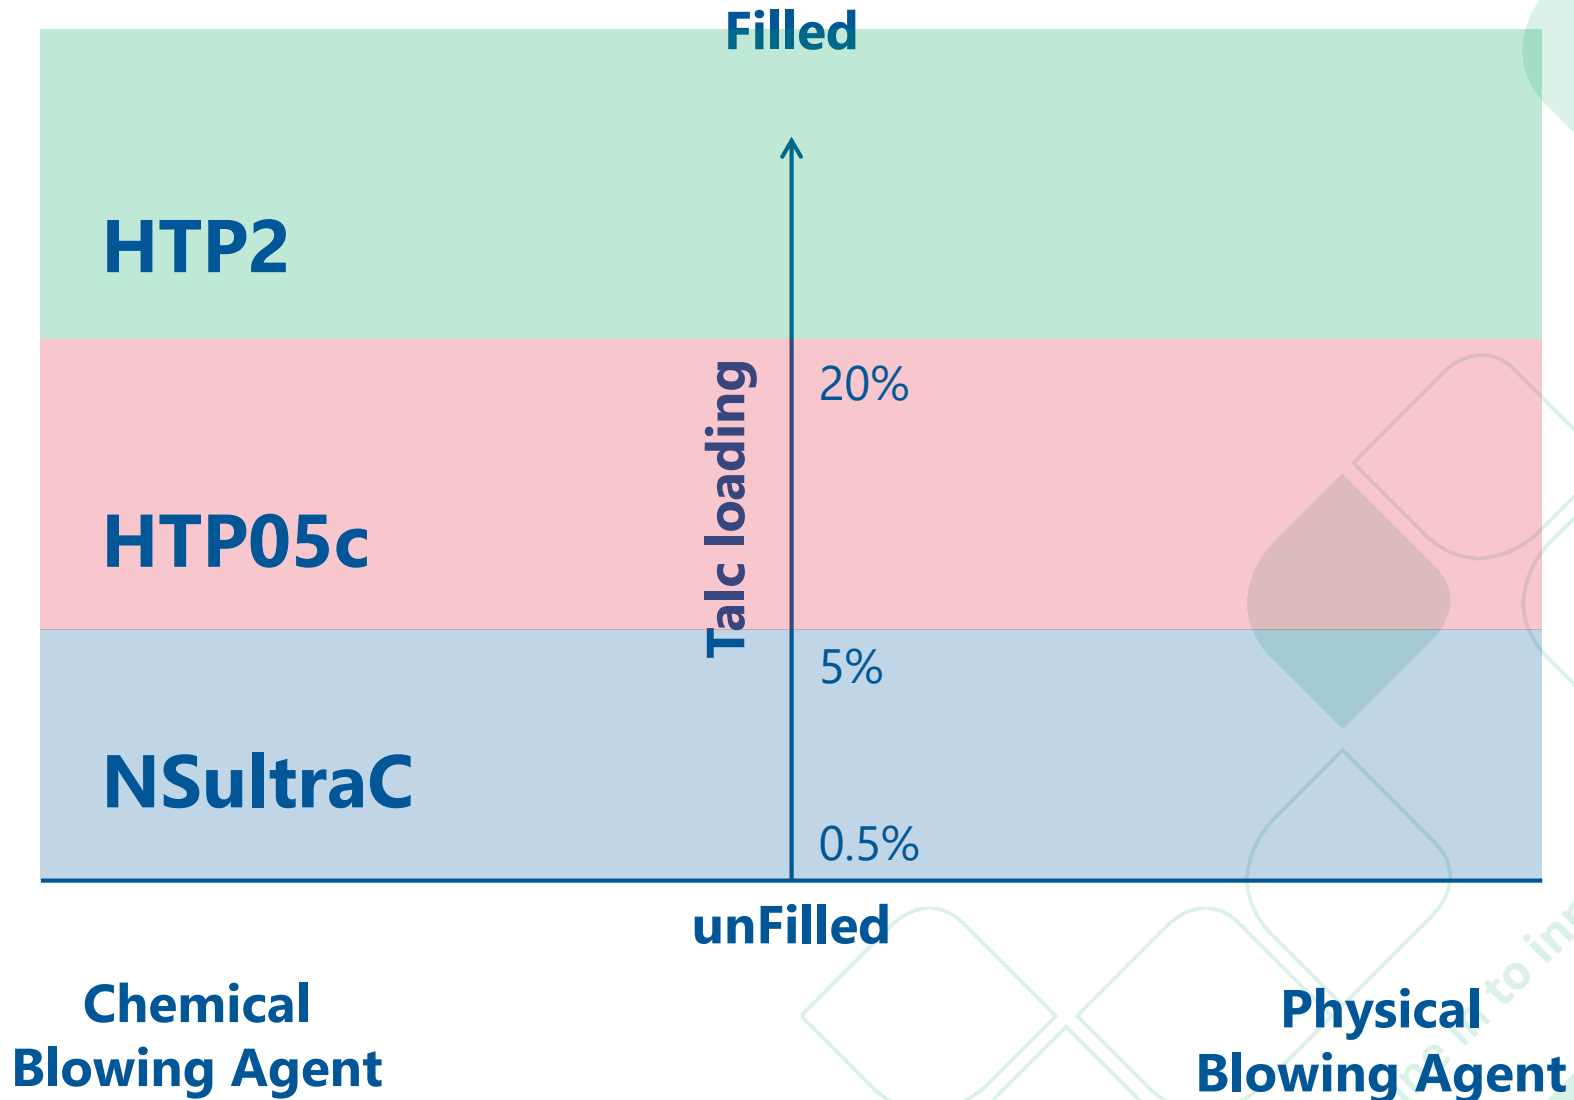 Filled
HTP2
20%
Talc loading
HTP05c
5%
NSultraC
0.5%
unFilled
Chemical
Blowing Agent
Physical
Blowing Agent